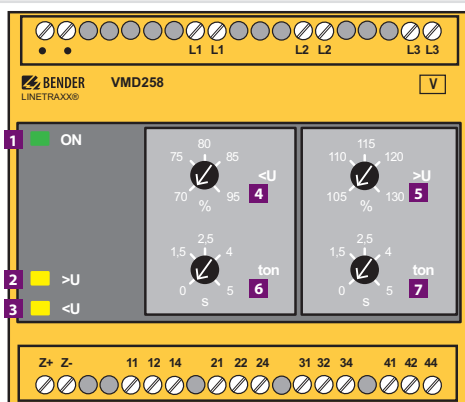 L1 L1 L2 L2 L3 L3
BENDER VMD258 V
LINETRAXX®
1 ON
80 115
75 85 110 120
<U >U
70 95 4 105 130 5
% %
2,5 2,5
1,5 4 1,5 4
2 >U ton ton
0 5 6 0 5 7
s s
3 <U
Z+ Z- 11 12 14 21 22 24 31 32 34 41 42 44